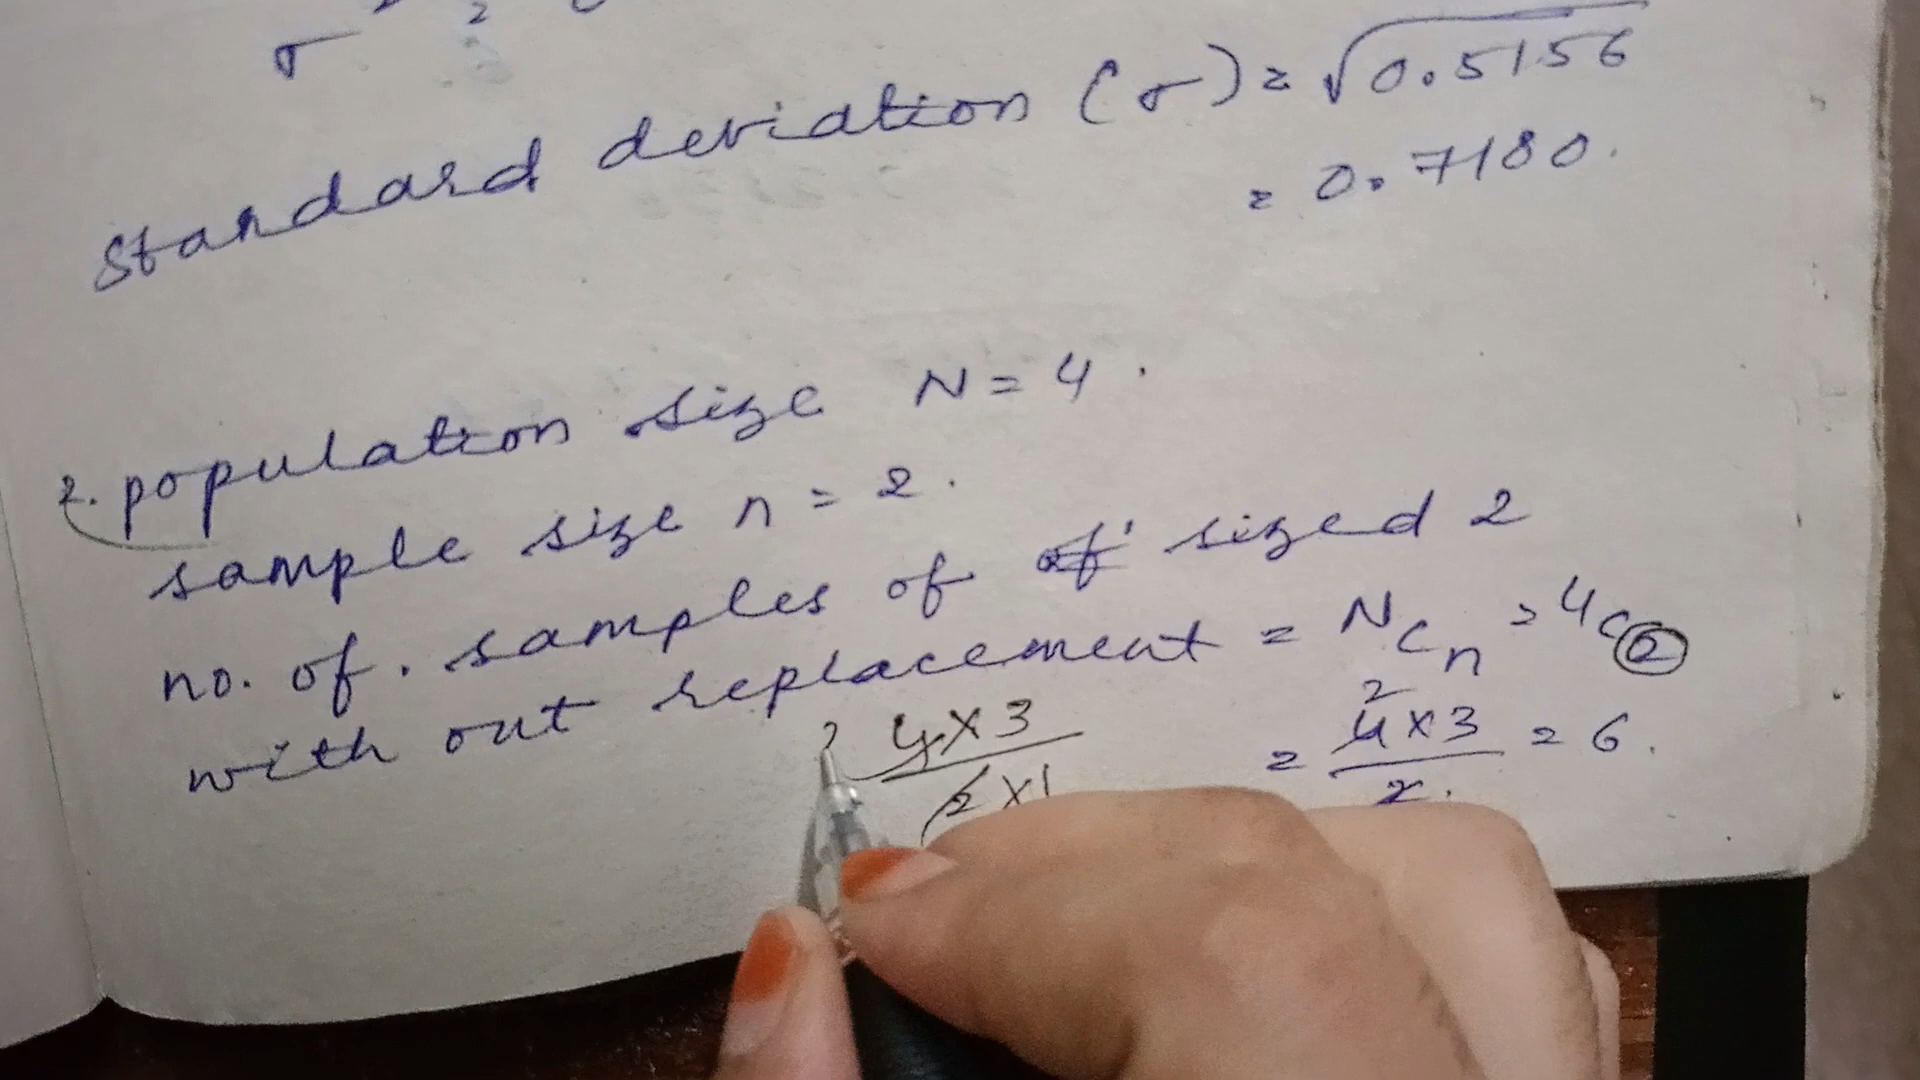 σ
standard deviation (σ) = √0.5156
= 0.7180.
2. population size N = 4.
sample size n = 2.
no. of. samples of sized 2
with out replacement = NCn = 4C2
= 4×3/2 = 6.
4×3/2×1